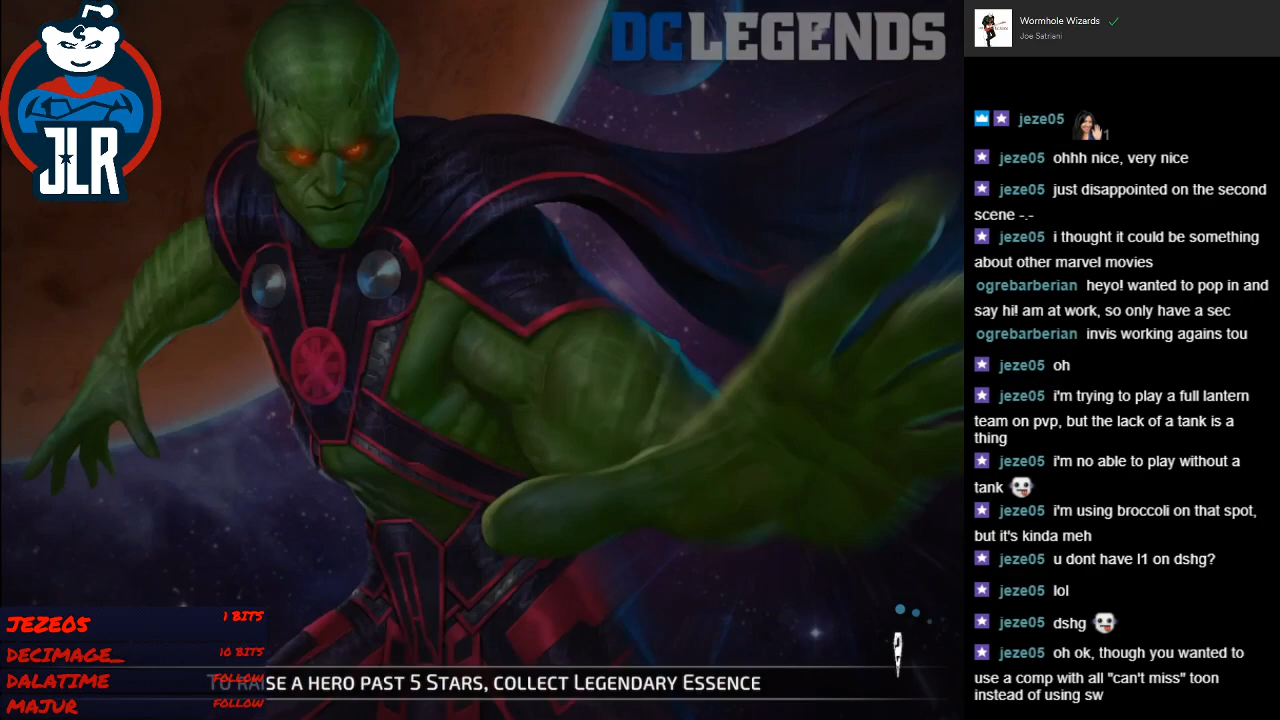 DC LEGENDS
JLR
Wormhole Wizards
Joe Satriani
jeze05 1
jeze05 ohhh nice, very nice
jeze05 just disappointed on the second
scene -.-
jeze05 i thought it could be something
about other marvel movies
ogrebarberian heyo! wanted to pop in and
say hi! am at work, so only have a sec
ogrebarberian invis working agains tou
jeze05 oh
jeze05 i'm trying to play a full lantern
team on pvp, but the lack of a tank is a
thing
jeze05 i'm no able to play without a
tank
jeze05 i'm using broccoli on that spot,
but it's kinda meh
jeze05 u dont have l1 on dshg?
jeze05 lol
jeze05 dshg
jeze05 oh ok, though you wanted to
use a comp with all "can't miss" toon
instead of using sw
JEZE05 1 BITS
DECIMAGE_ 10 BITS
DALATIME FOLLOW
MAJUR FOLLOW
TO RAISE A HERO PAST 5 STARS, COLLECT LEGENDARY ESSENCE